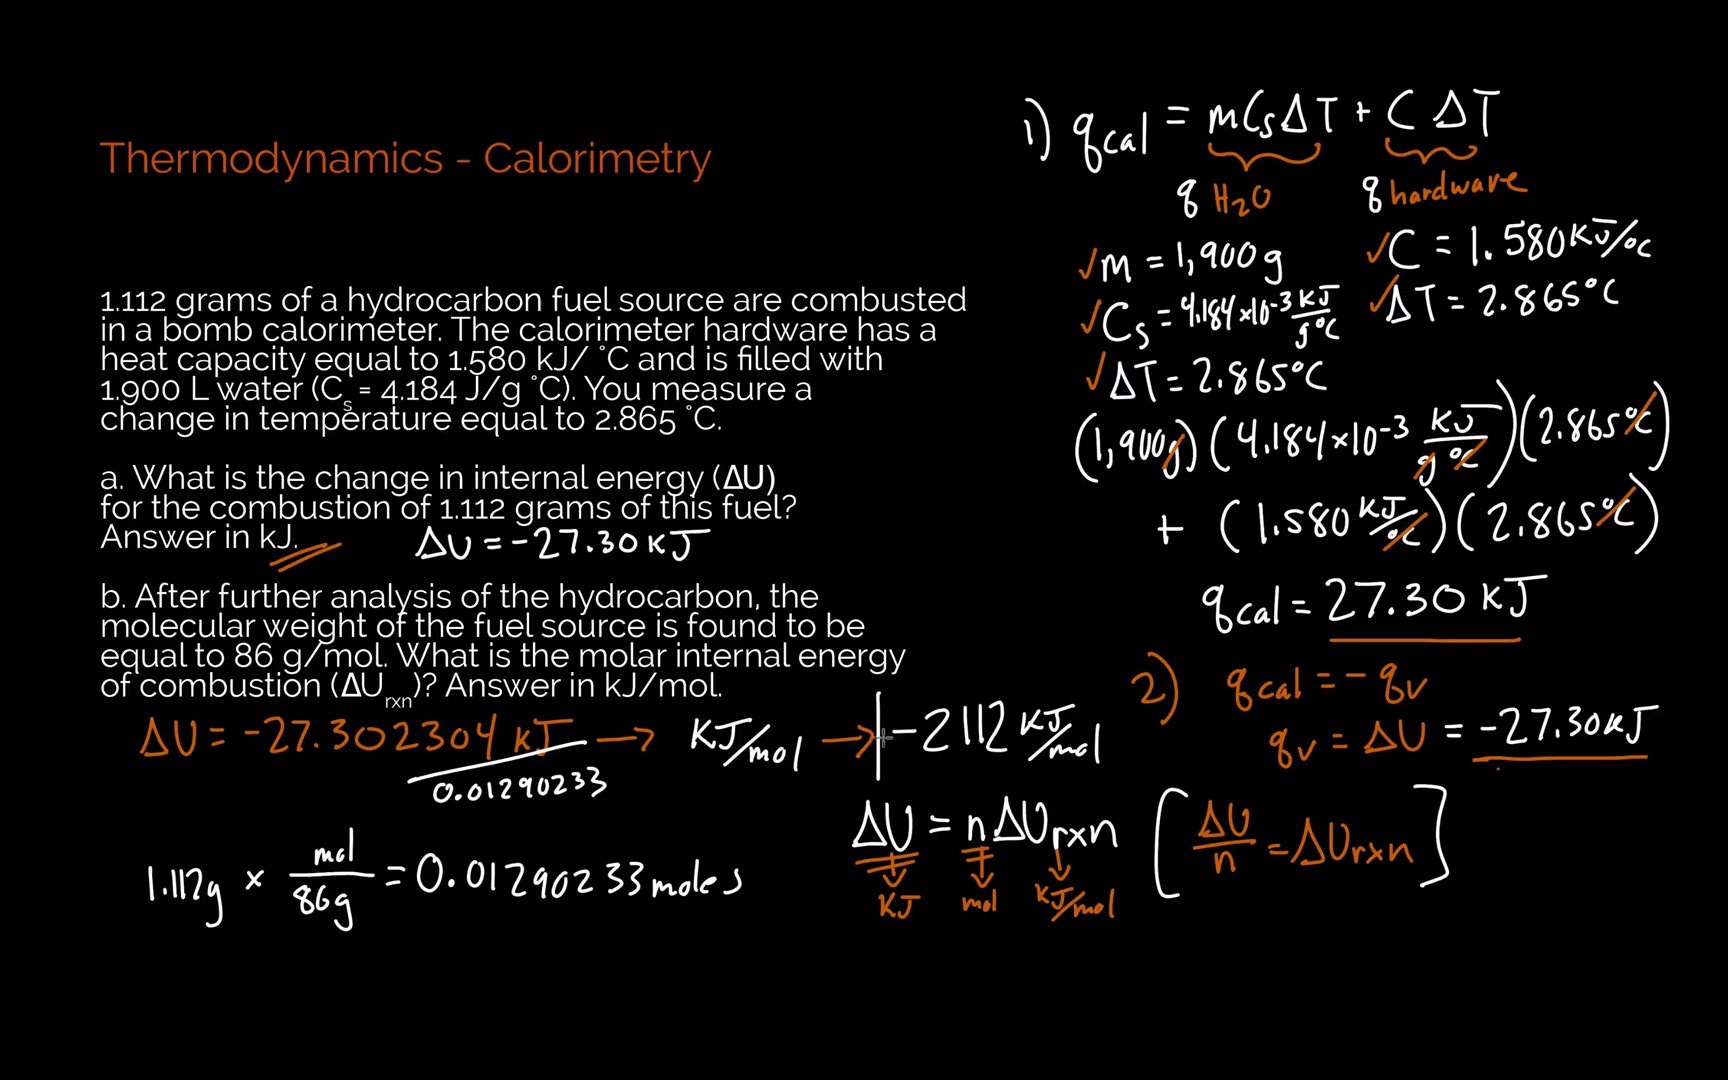 Thermodynamics - Calorimetry
1.112 grams of a hydrocarbon fuel source are combusted
in a bomb calorimeter. The calorimeter hardware has a
heat capacity equal to 1.580 kJ/ °C and is filled with
1.900 L water (Cs = 4.184 J/g °C). You measure a
change in temperature equal to 2.865 °C.
a. What is the change in internal energy (ΔU)
for the combustion of 1.112 grams of this fuel?
Answer in kJ.
ΔU = -27.30 KJ
b. After further analysis of the hydrocarbon, the
molecular weight of the fuel source is found to be
equal to 86 g/mol. What is the molar internal energy
of combustion (ΔUrxn)? Answer in kJ/mol.
ΔU = -27.302304 KJ → KJ/mol → -2112 KJ/mol
0.01290233
1.112g × mol/86g = 0.01290233 moles
ΔU = nΔUrxn [ΔU/n = ΔUrxn]
KJ mol KJ/mol
1) qcal = mCsΔT + CΔT
q H2O q hardware
✓m = 1,900g ✓C = 1.580 KJ/°C
✓Cs = 4.184×10-3 KJ/g°C ✓ΔT = 2.865°C
✓ΔT = 2.865°C
(1,900g)(4.184×10-3 KJ/g°C)(2.865°C)
+ (1.580 KJ/°C)(2.865°C)
qcal = 27.30 KJ
2) qcal = -qv
qv = ΔU = -27.30KJ